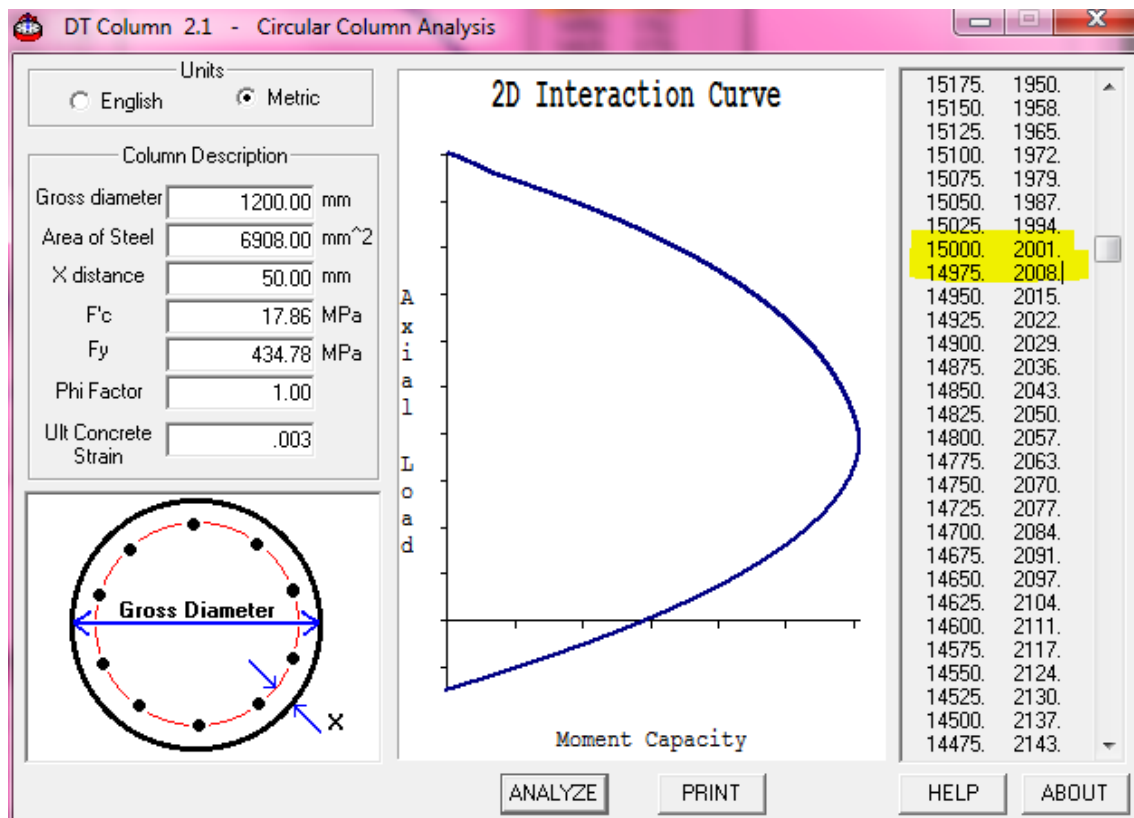 DT Column 2.1 - Circular Column Analysis
Units
English
Metric
Column Description
Gross diameter 1200.00 mm
Area of Steel 6908.00 mm^2
X distance 50.00 mm
F'c 17.86 MPa
Fy 434.78 MPa
Phi Factor 1.00
Ult Concrete Strain .003
Gross Diameter
X
2D Interaction Curve
Axial Load
Moment Capacity
15175. 1950.
15150. 1958.
15125. 1965.
15100. 1972.
15075. 1979.
15050. 1987.
15025. 1994.
15000. 2001.
14975. 2008.
14950. 2015.
14925. 2022.
14900. 2029.
14875. 2036.
14850. 2043.
14825. 2050.
14800. 2057.
14775. 2063.
14750. 2070.
14725. 2077.
14700. 2084.
14675. 2091.
14650. 2097.
14625. 2104.
14600. 2111.
14575. 2117.
14550. 2124.
14525. 2130.
14500. 2137.
14475. 2143.
ANALYZE
PRINT
HELP
ABOUT